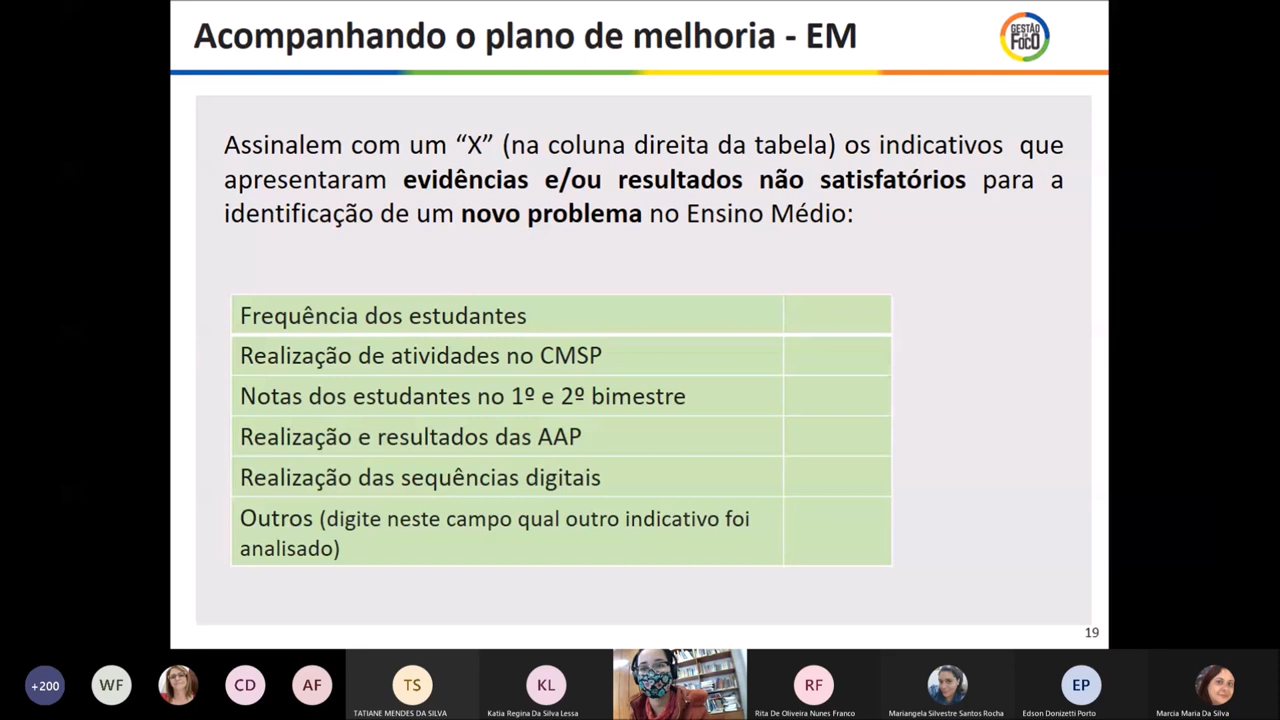 Acompanhando o plano de melhoria - EM
GESTÃO
EM
FOCO
Assinalem com um “X” (na coluna direita da tabela) os indicativos que
apresentaram evidências e/ou resultados não satisfatórios para a
identificação de um novo problema no Ensino Médio:
Frequência dos estudantes
Realização de atividades no CMSP
Notas dos estudantes no 1º e 2º bimestre
Realização e resultados das AAP
Realização das sequências digitais
Outros (digite neste campo qual outro indicativo foi
analisado)
19
+200
WF
CD
AF
TS
KL
RF
EP
TATIANE MENDES DA SILVA
Katia Regina Da Silva Lessa
Rita De Oliveira Nunes Franco
Mariangela Silvestre Santos Rocha
Edson Donizetti Porto
Marcia Maria Da Silva